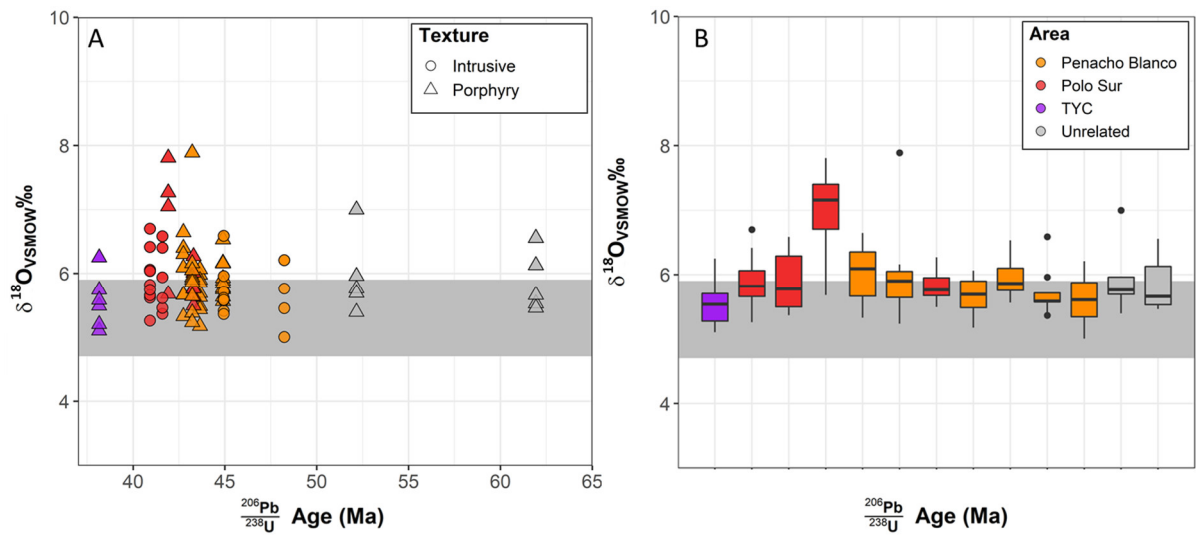 A
Texture
Intrusive
Porphyry
10
8
6
4
δ18OVSMOW‰
40
45
50
55
60
65
206Pb
238U
Age (Ma)
B
Area
Penacho Blanco
Polo Sur
TYC
Unrelated
10
8
6
4
δ18OVSMOW‰
206Pb
238U
Age (Ma)